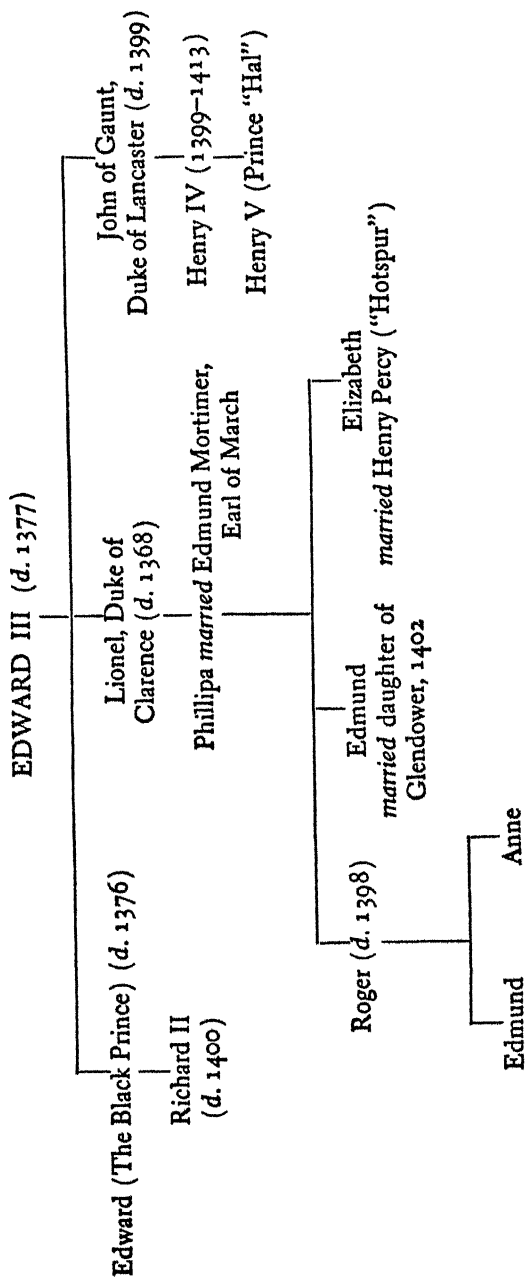 EDWARD III (d. 1377)
Edward (The Black Prince) (d. 1376)
Richard II
(d. 1400)
Lionel, Duke of
Clarence (d. 1368)
Phillipa married Edmund Mortimer,
Earl of March
Roger (d. 1398)
Edmund
Anne
Edmund
married daughter of
Glendower, 1402
Elizabeth
married Henry Percy ("Hotspur")
John of Gaunt,
Duke of Lancaster (d. 1399)
Henry IV (1399–1413)
Henry V (Prince "Hal")